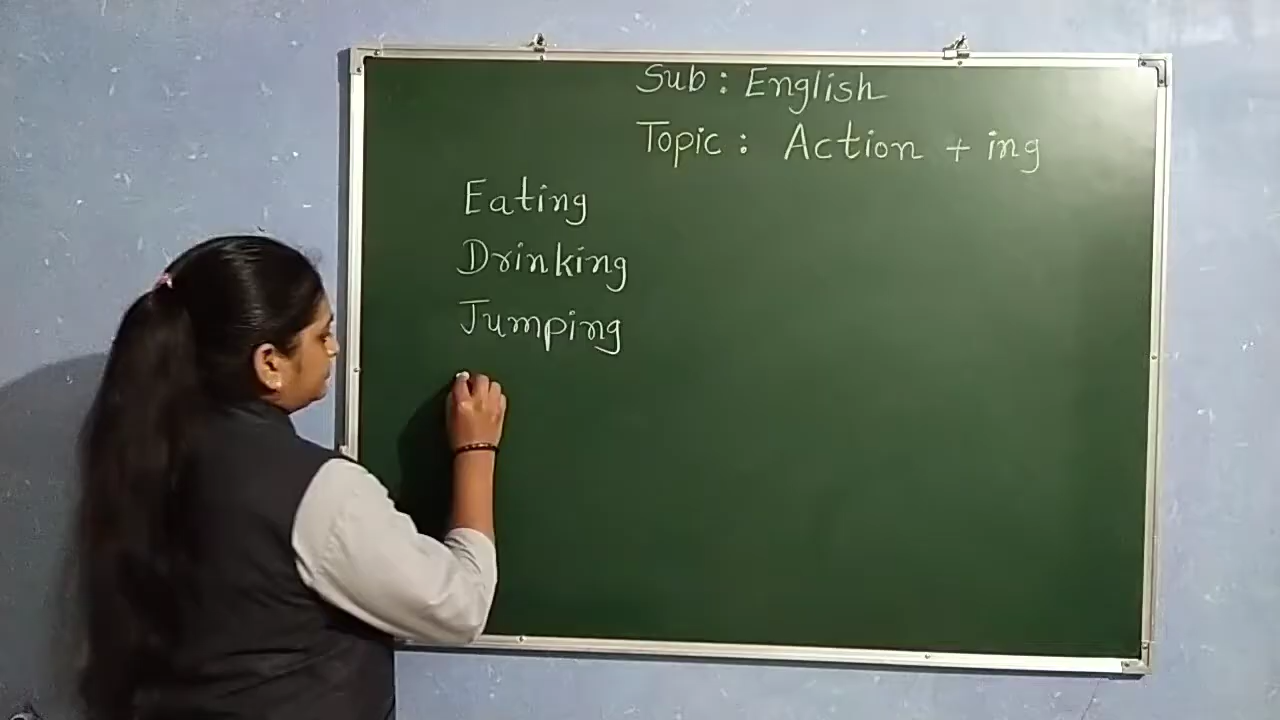 Sub : English
Topic : Action + ing
Eating
Drinking
Jumping